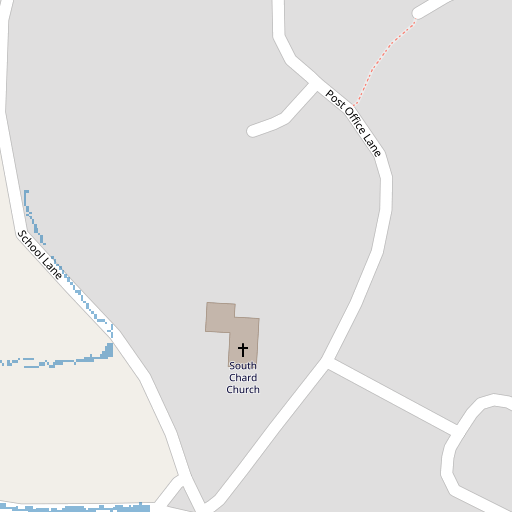 Post Office Lane
School Lane
South
Chard
Church